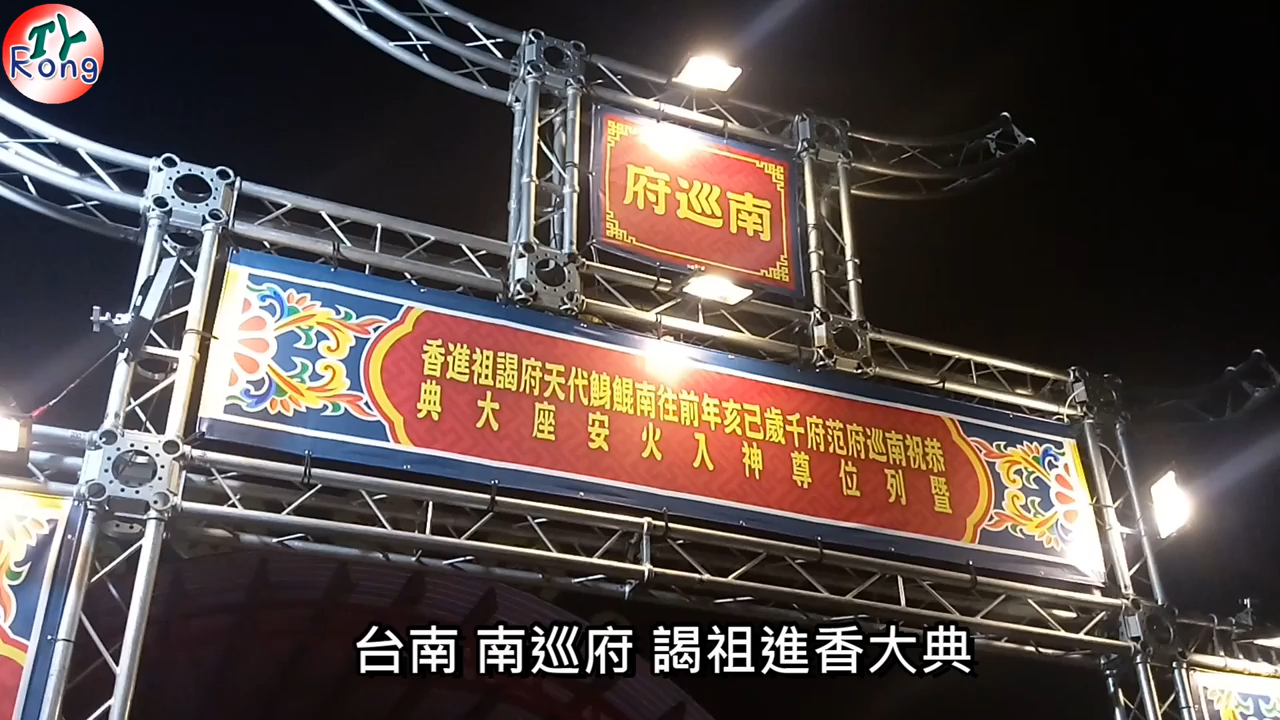 TY
Rong
南巡府
恭祝南巡府范府千歲己亥年前往南鯤鯓代天府謁祖進香
暨列位尊神入火安座大典
台南 南巡府 謁祖進香大典